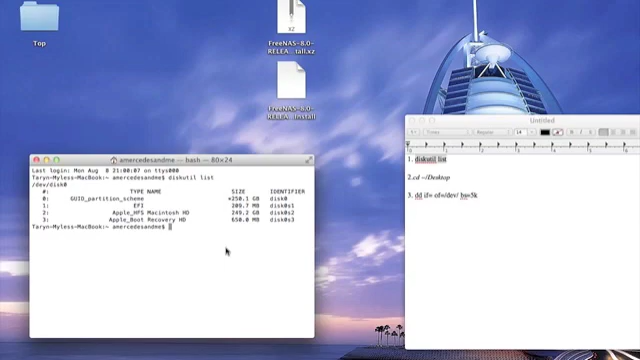 Top
XZ
FreeNAS-8.0-
RELEA...tall.xz
FreeNAS-8.0-
RELEA...Install
Untitled
1. diskutil list
2.cd ~/Desktop
3. dd if= of=/dev/ bs=5k
amercedesandme — bash — 80×24
Last login: Mon Aug  8 21:00:07 on ttys000
Taryn-Myless-MacBook:~ amercedesandme$ diskutil list
/dev/disk0
#: TYPE NAME SIZE IDENTIFIER
0: GUID_partition_scheme *250.1 GB disk0
1: EFI 209.7 MB disk0s1
2: Apple_HFS Macintosh HD 249.2 GB disk0s2
3: Apple_Boot Recovery HD 650.0 MB disk0s3
Taryn-Myless-MacBook:~ amercedesandme$